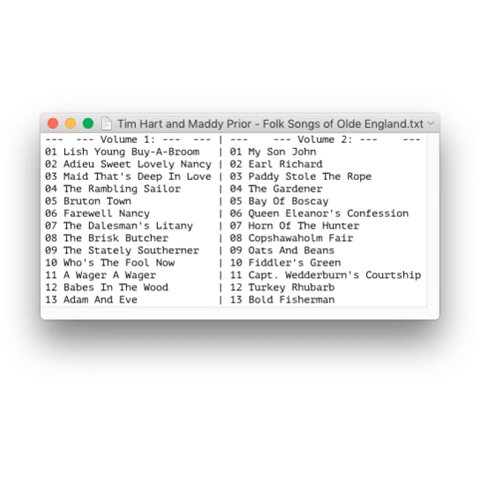 Tim Hart and Maddy Prior - Folk Songs of Olde England.txt
---  --- Volume 1: ---  --- | ---    --- Volume 2: ---    ---
01 Lish Young Buy-A-Broom   | 01 My Son John
02 Adieu Sweet Lovely Nancy | 02 Earl Richard
03 Maid That's Deep In Love | 03 Paddy Stole The Rope
04 The Rambling Sailor      | 04 The Gardener
05 Bruton Town              | 05 Bay Of Boscay
06 Farewell Nancy           | 06 Queen Eleanor's Confession
07 The Dalesman's Litany    | 07 Horn Of The Hunter
08 The Brisk Butcher        | 08 Copshawaholm Fair
09 The Stately Southerner   | 09 Oats And Beans
10 Who's The Fool Now       | 10 Fiddler's Green
11 A Wager A Wager          | 11 Capt. Wedderburn's Courtship
12 Babes In The Wood        | 12 Turkey Rhubarb
13 Adam And Eve             | 13 Bold Fisherman